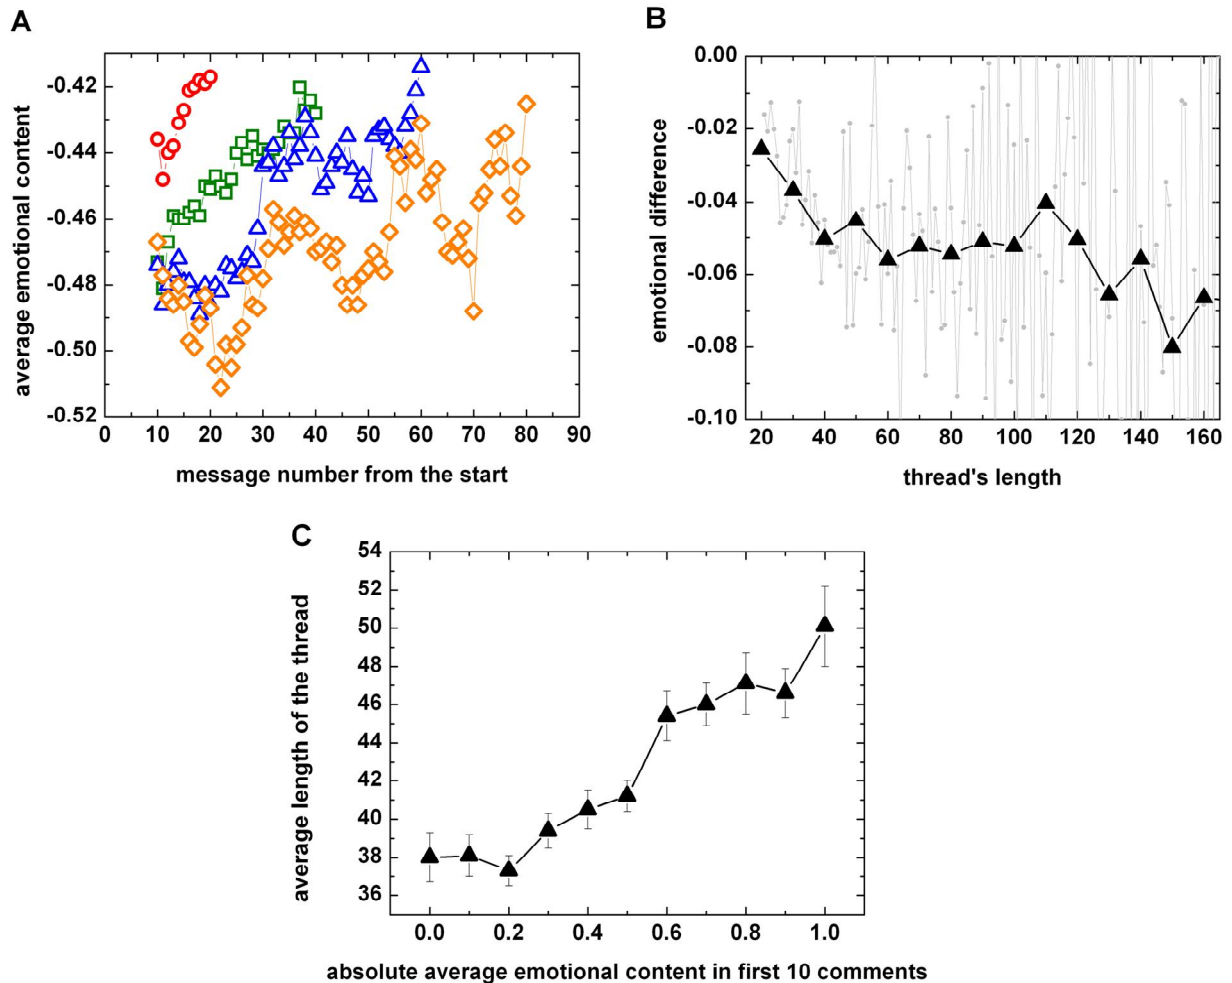 A
-0.42
-0.44
-0.46
-0.48
-0.50
-0.52
average emotional content
0 10 20 30 40 50 60 70 80 90
message number from the start
B
0.00
-0.02
-0.04
-0.06
-0.08
-0.10
emotional difference
20 40 60 80 100 120 140 160
thread's length
C
54
52
50
48
46
44
42
40
38
36
average length of the thread
0.0 0.2 0.4 0.6 0.8 1.0
absolute average emotional content in first 10 comments